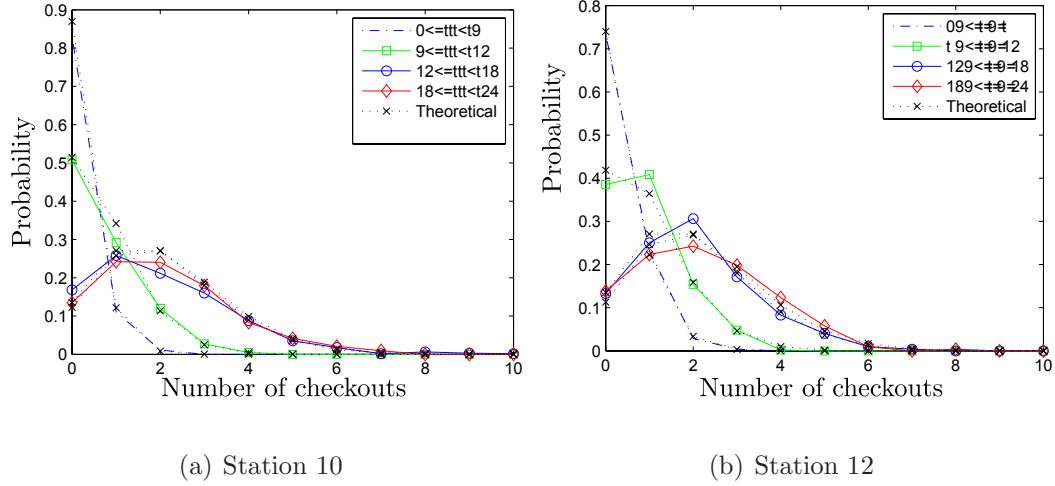 0.9
0.8
0.7
0.6
0.5
0.4
0.3
0.2
0.1
0
Probability
0 2 4 6 8 10
Number of checkouts
0<=ttt<t9
9<=ttt<t12
12<=ttt<t18
18<=ttt<t24
Theoretical
(a) Station 10
0.8
0.7
0.6
0.5
0.4
0.3
0.2
0.1
0
Probability
0 2 4 6 8 10
Number of checkouts
Theoretical
(b) Station 12